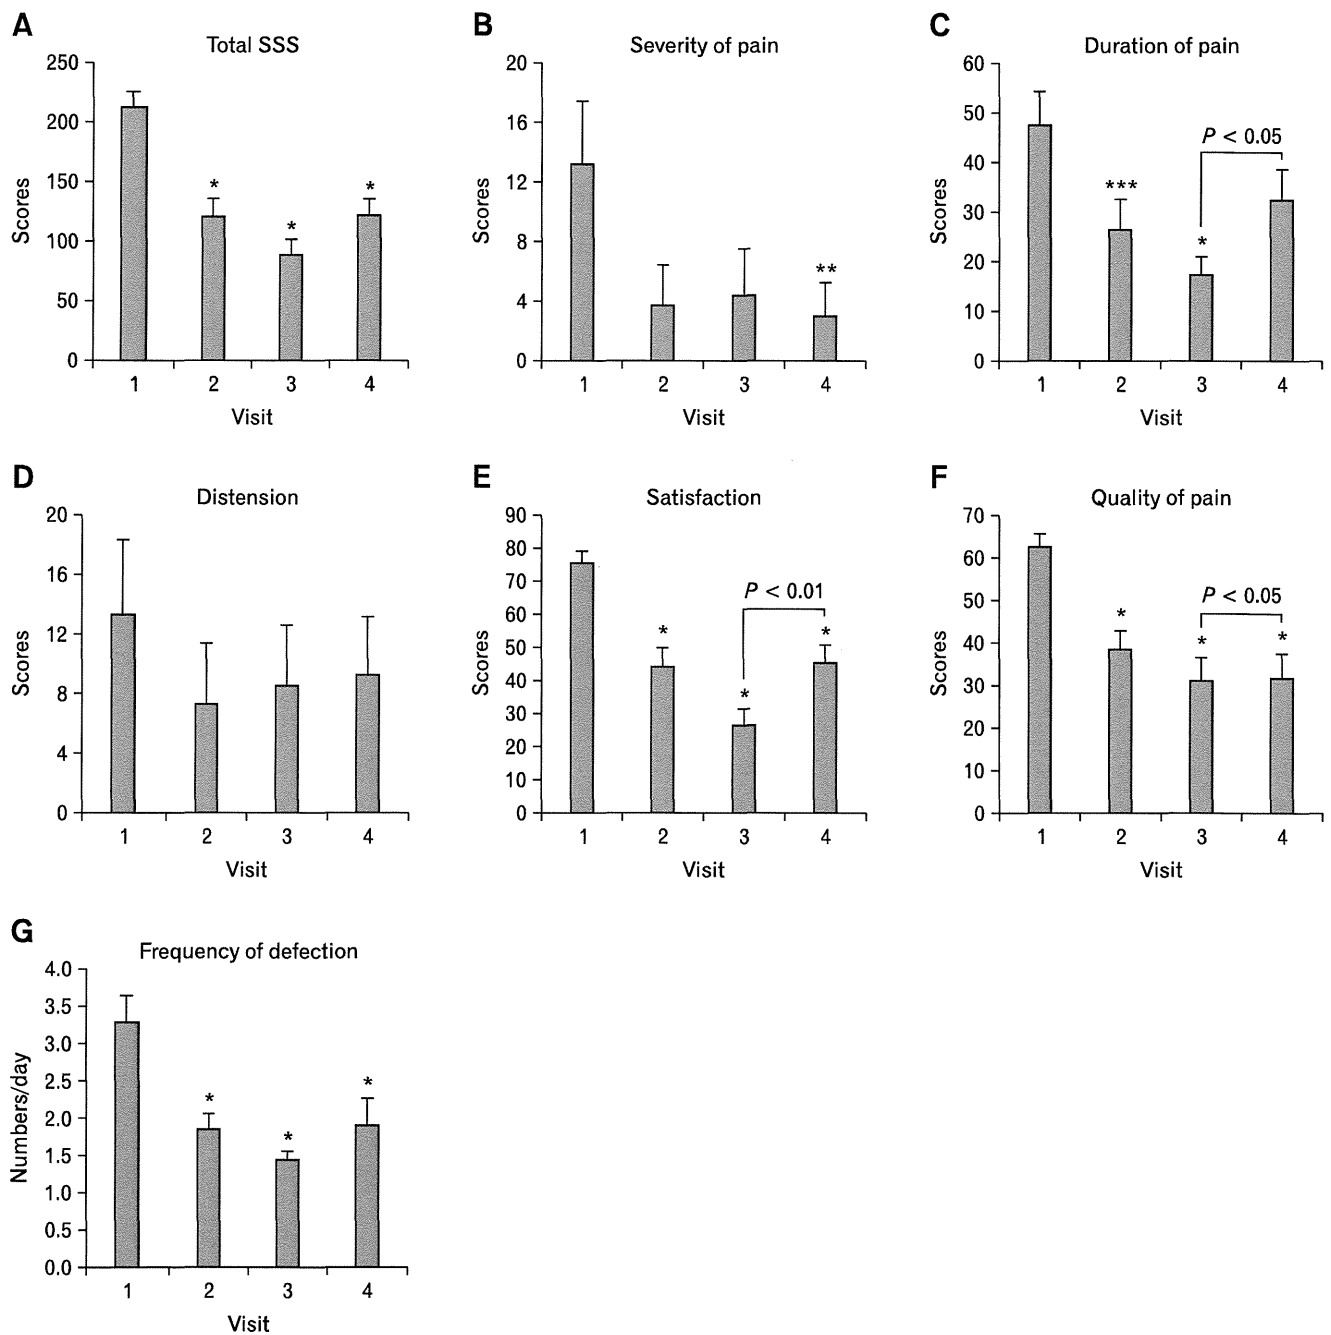 A
Total SSS
250
200
150
100
50
0
Scores
*
*
*
1 2 3 4
Visit
B
Severity of pain
20
16
12
8
4
0
Scores
**
1 2 3 4
Visit
C
Duration of pain
60
50
40
30
20
10
0
Scores
P < 0.05
***
*
1 2 3 4
Visit
D
Distension
20
16
12
8
4
0
Scores
1 2 3 4
Visit
E
Satisfaction
90
80
70
60
50
40
30
20
10
0
Scores
P < 0.01
*
*
*
1 2 3 4
Visit
F
Quality of pain
70
60
50
40
30
20
10
0
Scores
P < 0.05
*
*
*
1 2 3 4
Visit
G
Frequency of defection
4.0
3.5
3.0
2.5
2.0
1.5
1.0
0.5
0.0
Numbers/day
*
*
*
1 2 3 4
Visit